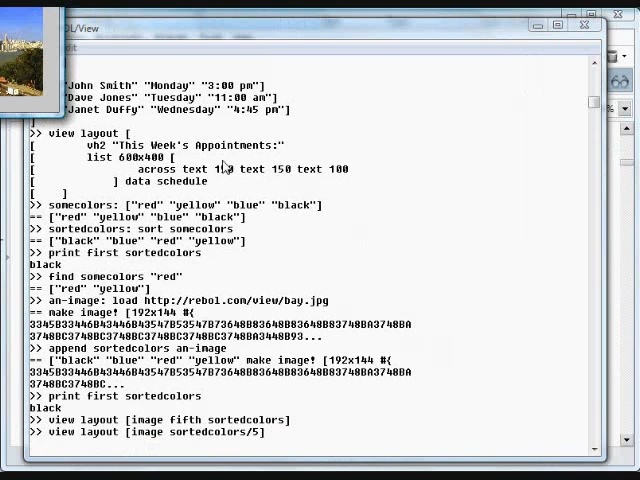 OL/View
dit
"John Smith" "Monday" "3:00 pm"]
"Dave Jones" "Tuesday" "11:00 am"]
"Janet Duffy" "Wednesday" "4:45 pm"]
]
>> view layout [
[ vh2 "This Week's Appointments:"
[ list 600x400 [
[ across text 150 text 150 text 100
[ ] data schedule
[ ]
>> somecolors: ["red" "yellow" "blue" "black"]
== ["red" "yellow" "blue" "black"]
>> sortedcolors: sort somecolors
== ["black" "blue" "red" "yellow"]
>> print first sortedcolors
black
>> find somecolors "red"
== ["red" "yellow"]
>> an-image: load http://rebol.com/view/bay.jpg
== make image! [192x144 #{
3345B33446B43446B43547B53547B73648B83648B83648B83748BA3748BA
3748BC3748BC3748BC3748BC3748BC3748BC3748BC3748BA3448B93...
>> append sortedcolors an-image
== ["black" "blue" "red" "yellow" make image! [192x144 #{
3345B33446B43446B43547B53547B73648B83648B83648B83748BA3748BA
3748BC3748BC...
>> print first sortedcolors
black
>> view layout [image fifth sortedcolors]
>> view layout [image sortedcolors/5]
%